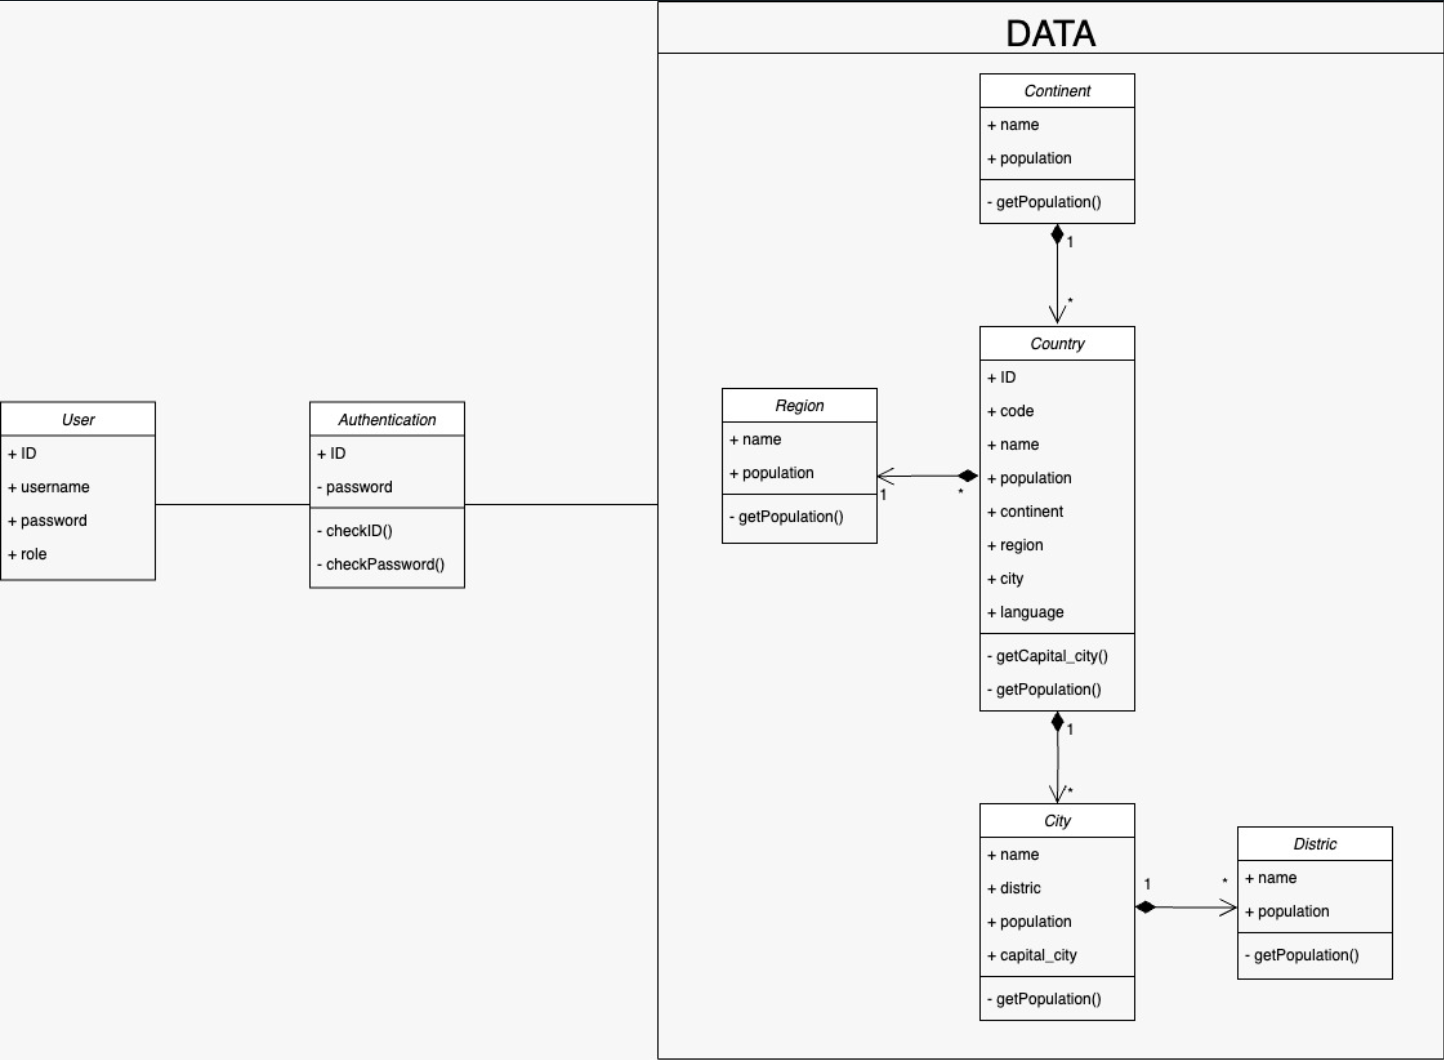 DATA
Continent
+ name
+ population
- getPopulation()
1
*
Country
+ ID
+ code
+ name
+ population
+ continent
+ region
+ city
+ language
- getCapital_city()
- getPopulation()
Region
+ name
+ population
- getPopulation()
1
*
User
+ ID
+ username
+ password
+ role
Authentication
+ ID
- password
- checkID()
- checkPassword()
1
*
City
+ name
+ distric
+ population
+ capital_city
- getPopulation()
1
*
Distric
+ name
+ population
- getPopulation()